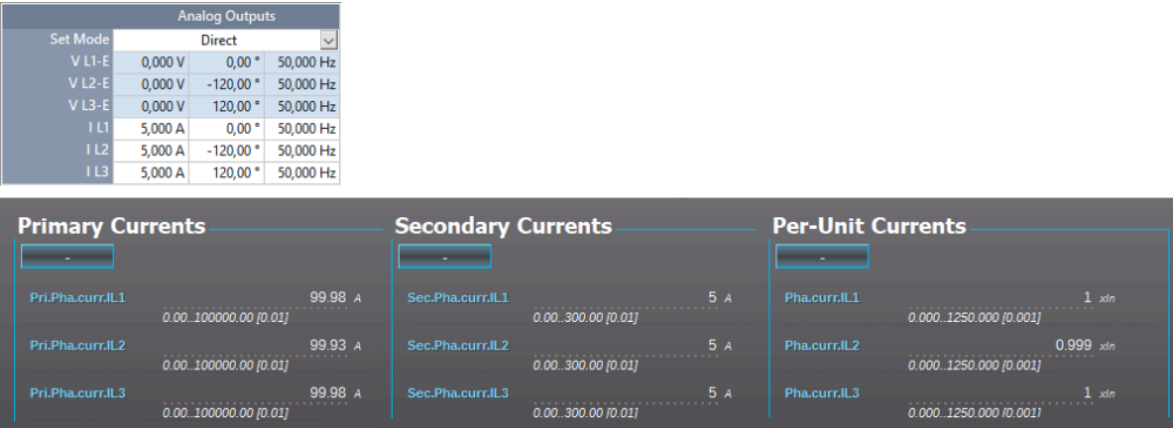 Analog Outputs
Set Mode Direct
V L1-E 0,000 V 0,00 ° 50,000 Hz
V L2-E 0,000 V -120,00 ° 50,000 Hz
V L3-E 0,000 V 120,00 ° 50,000 Hz
I L1 5,000 A 0,00 ° 50,000 Hz
I L2 5,000 A -120,00 ° 50,000 Hz
I L3 5,000 A 120,00 ° 50,000 Hz
Primary Currents Secondary Currents Per-Unit Currents
- - -
Pri.Pha.curr.IL1 99.98 A Sec.Pha.curr.IL1 5 A Pha.curr.IL1 1 xIn
0.00..100000.00 [0.01] 0.00..300.00 [0.01] 0.000..1250.000 [0.001]
Pri.Pha.curr.IL2 99.93 A Sec.Pha.curr.IL2 5 A Pha.curr.IL2 0.999 xIn
0.00..100000.00 [0.01] 0.00..300.00 [0.01] 0.000..1250.000 [0.001]
Pri.Pha.curr.IL3 99.98 A Sec.Pha.curr.IL3 5 A Pha.curr.IL3 1 xIn
0.00..100000.00 [0.01] 0.00..300.00 [0.01] 0.000..1250.000 [0.001]